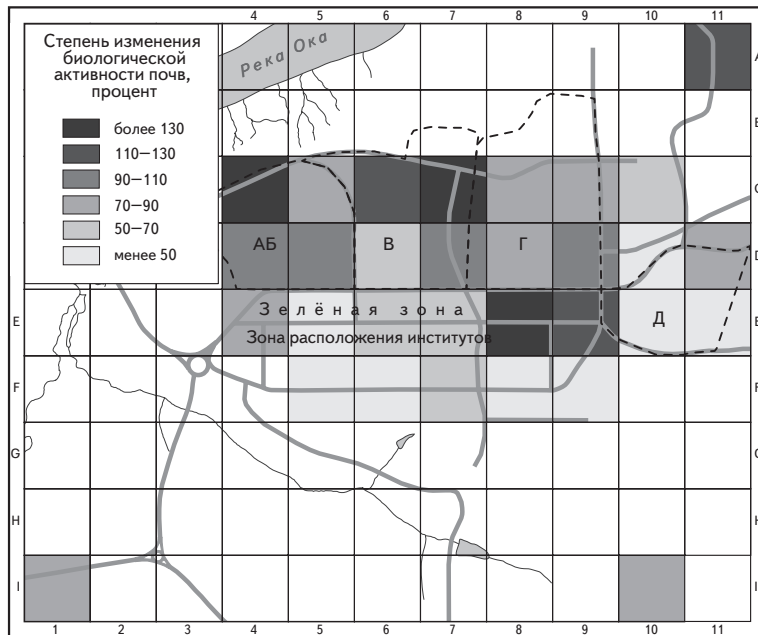 4 5 6 7 8 9 10 11
Степень изменения
биологической
активности почв,
процент
более 130
110—130
90—110
70—90
50—70
менее 50
Река Ока
A
B
C
АБ В Г D
E Зелёная зона Д E
Зона расположения институтов
F F
G G
H H
I I
1 2 3 4 5 6 7 8 9 10 11